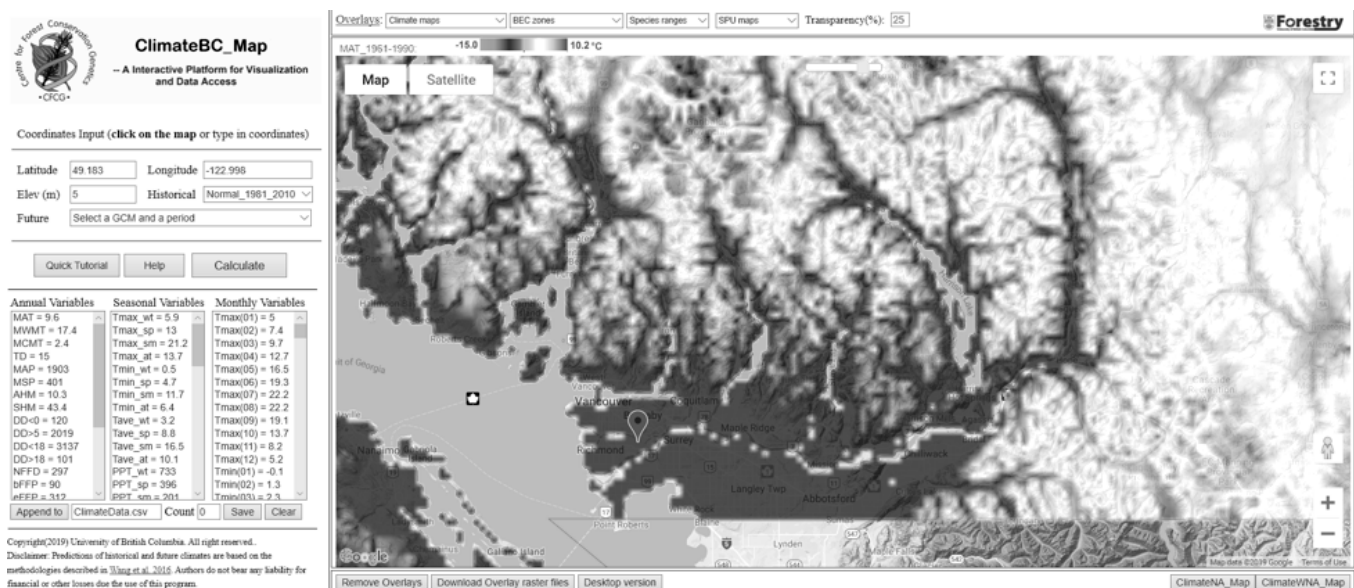 Centre for Forest Conservation Genetics
• CFCG •
ClimateBC_Map
-- A Interactive Platform for Visualization
and Data Access
Coordinates Input (click on the map or type in coordinates)
Latitude 49.183 Longitude -122.998
Elev (m) 5 Historical Normal_1981_2010
Future Select a GCM and a period
Quick Tutorial Help Calculate
Annual Variables Seasonal Variables Monthly Variables
MAT = 9.6 Tmax_wt = 5.9 Tmax(01) = 5
MWMT = 17.4 Tmax_sp = 13 Tmax(02) = 7.4
MCMT = 2.4 Tmax_sm = 21.2 Tmax(03) = 9.7
TD = 15 Tmax_at = 13.7 Tmax(04) = 12.7
MAP = 1903 Tmin_wt = 0.5 Tmax(05) = 16.5
MSP = 401 Tmin_sp = 4.7 Tmax(06) = 19.3
AHM = 10.3 Tmin_sm = 11.7 Tmax(07) = 22.2
SHM = 43.4 Tmin_at = 6.4 Tmax(08) = 22.2
DD<0 = 120 Tave_wt = 3.2 Tmax(09) = 19.1
DD>5 = 2019 Tave_sp = 8.8 Tmax(10) = 13.7
DD<18 = 3137 Tave_sm = 16.5 Tmax(11) = 8.2
DD>18 = 101 Tave_at = 10.1 Tmax(12) = 5.2
NFFD = 297 PPT_wt = 733 Tmin(01) = -0.1
bFFP = 90 PPT_sp = 396 Tmin(02) = 1.3
eFFP = 312 PPT_sm = 201 Tmin(03) = 2.3
Append to ClimateData.csv Count 0 Save Clear
Copyright(2019) University of British Columbia. All right reserved..
Disclaimer: Predictions of historical and future climates are based on the
methodologies described in Wang et al. 2016. Authors do not bear any liability for
financial or other losses due the use of this program.
Overlays: Climate maps BEC zones Species ranges SPU maps Transparency(%): 25
Forestry
MAT_1961-1990: -15.0 10.2 °C
Map Satellite
Vancouver
Coquitlam
Maple Ridge
Richmond
Surrey
Nanaimo
Langley Twp
Abbotsford
Point Roberts
Blaine
Lynden
Galiano Island
Google
Map data ©2019 Google Terms of Use
Remove Overlays Download Overlay raster files Desktop version ClimateNA_Map ClimateWNA_Map